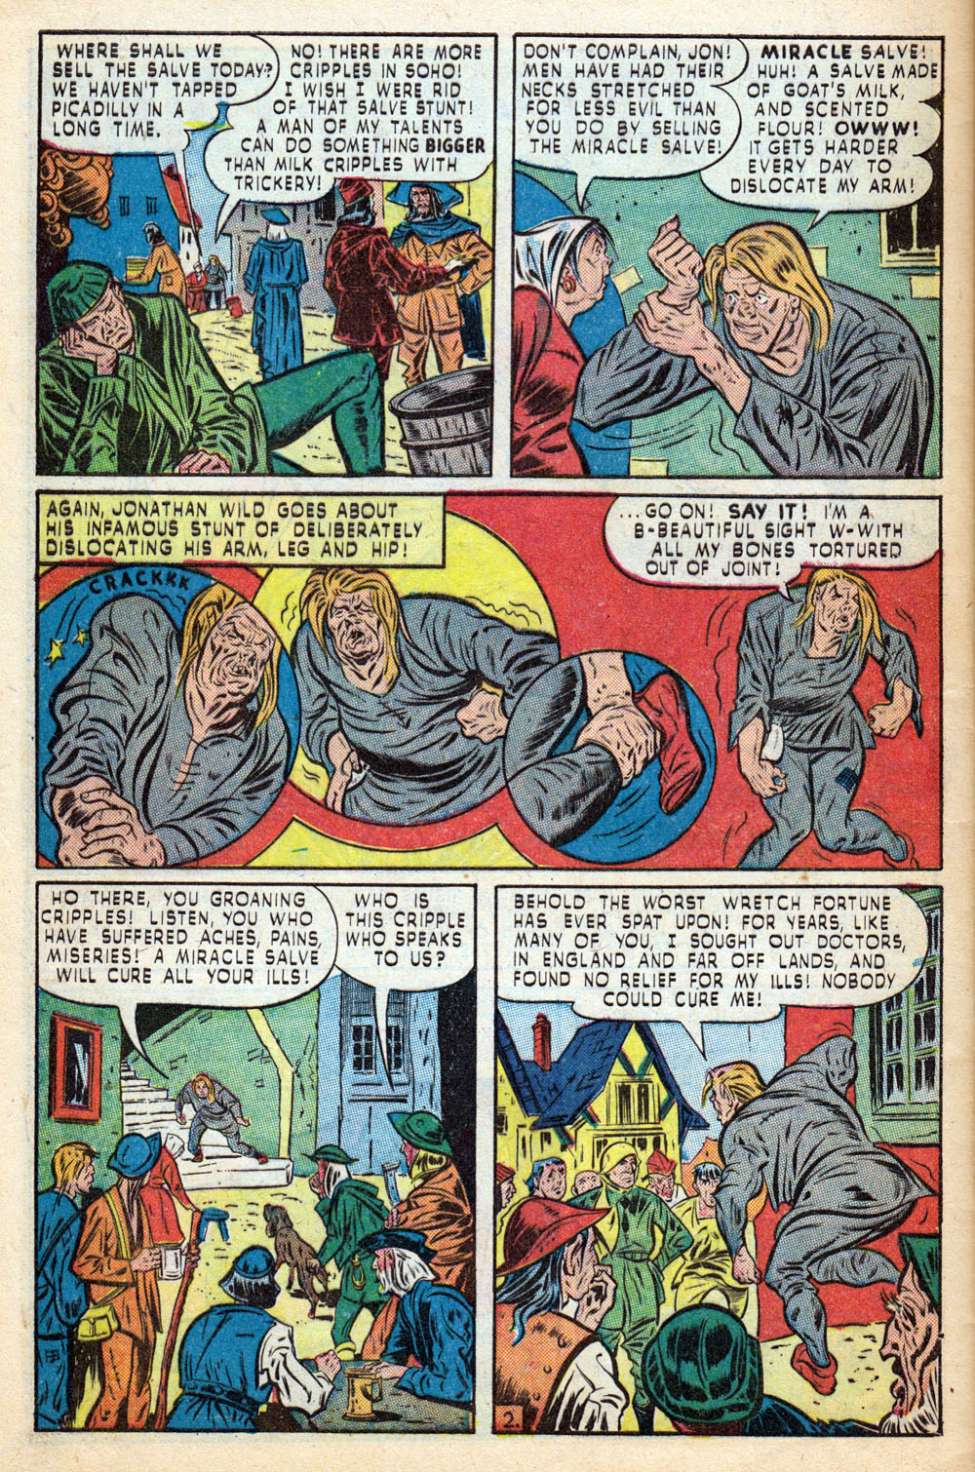 WHERE SHALL WE
SELL THE SALVE TODAY?
WE HAVEN'T TAPPED
PICADILLY IN A
LONG TIME.
NO! THERE ARE MORE
CRIPPLES IN SOHO!
I WISH I WERE RID
OF THAT SALVE STUNT!
A MAN OF MY TALENTS
CAN DO SOMETHING BIGGER
THAN MILK CRIPPLES WITH
TRICKERY!
DON'T COMPLAIN, JON!
MEN HAVE HAD THEIR
NECKS STRETCHED
FOR LESS EVIL THAN
YOU DO BY SELLING
THE MIRACLE SALVE!
MIRACLE SALVE!
HUH! A SALVE MADE
OF GOAT'S MILK,
AND SCENTED
FLOUR! OWWW!
IT GETS HARDER
EVERY DAY TO
DISLOCATE MY ARM!
AGAIN, JONATHAN WILD GOES ABOUT
HIS INFAMOUS STUNT OF DELIBERATELY
DISLOCATING HIS ARM, LEG AND HIP!
CRACKKK
...GO ON! SAY IT! I'M A
B-BEAUTIFUL SIGHT W-WITH
ALL MY BONES TORTURED
OUT OF JOINT!
HO THERE, YOU GROANING
CRIPPLES! LISTEN, YOU WHO
HAVE SUFFERED ACHES, PAINS,
MISERIES! A MIRACLE SALVE
WILL CURE ALL YOUR ILLS!
WHO IS
THIS CRIPPLE
WHO SPEAKS
TO US?
BEHOLD THE WORST WRETCH FORTUNE
HAS EVER SPAT UPON! FOR YEARS, LIKE
MANY OF YOU, I SOUGHT OUT DOCTORS,
IN ENGLAND AND FAR OFF LANDS, AND
FOUND NO RELIEF FOR MY ILLS! NOBODY
COULD CURE ME!
2.